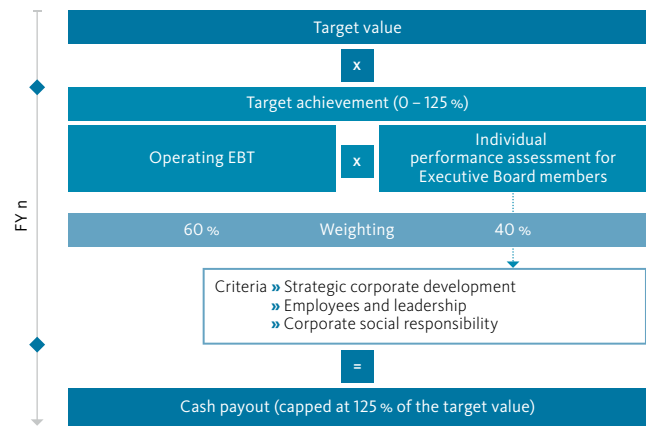 Target value
x
Target achievement (0 – 125 %)
Operating EBT
x
Individual
performance assessment for
Executive Board members
FY n
60 % Weighting 40 %
Criteria » Strategic corporate development
» Employees and leadership
» Corporate social responsibility
=
Cash payout (capped at 125 % of the target value)